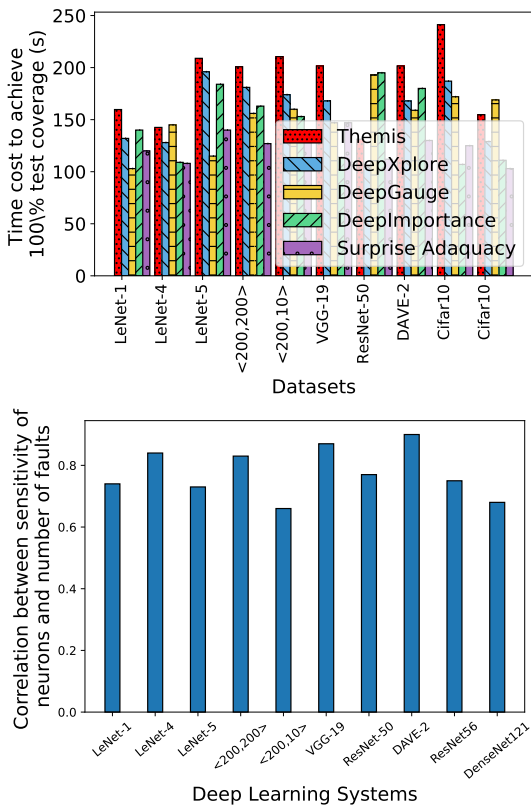 Time cost to achieve
100\% test coverage (s)
250
200
150
100
50
0
Themis
DeepXplore
DeepGauge
DeepImportance
Surprise Adaquacy
LeNet-1
LeNet-4
LeNet-5
<200,200>
<200,10>
VGG-19
ResNet-50
DAVE-2
Cifar10
Cifar10
Datasets
Correlation between sensitivity of
neurons and number of faults
0.8
0.6
0.4
0.2
0.0
LeNet-1
LeNet-4
LeNet-5
<200,200>
<200,10>
VGG-19
ResNet-50
DAVE-2
ResNet56
DenseNet121
Deep Learning Systems